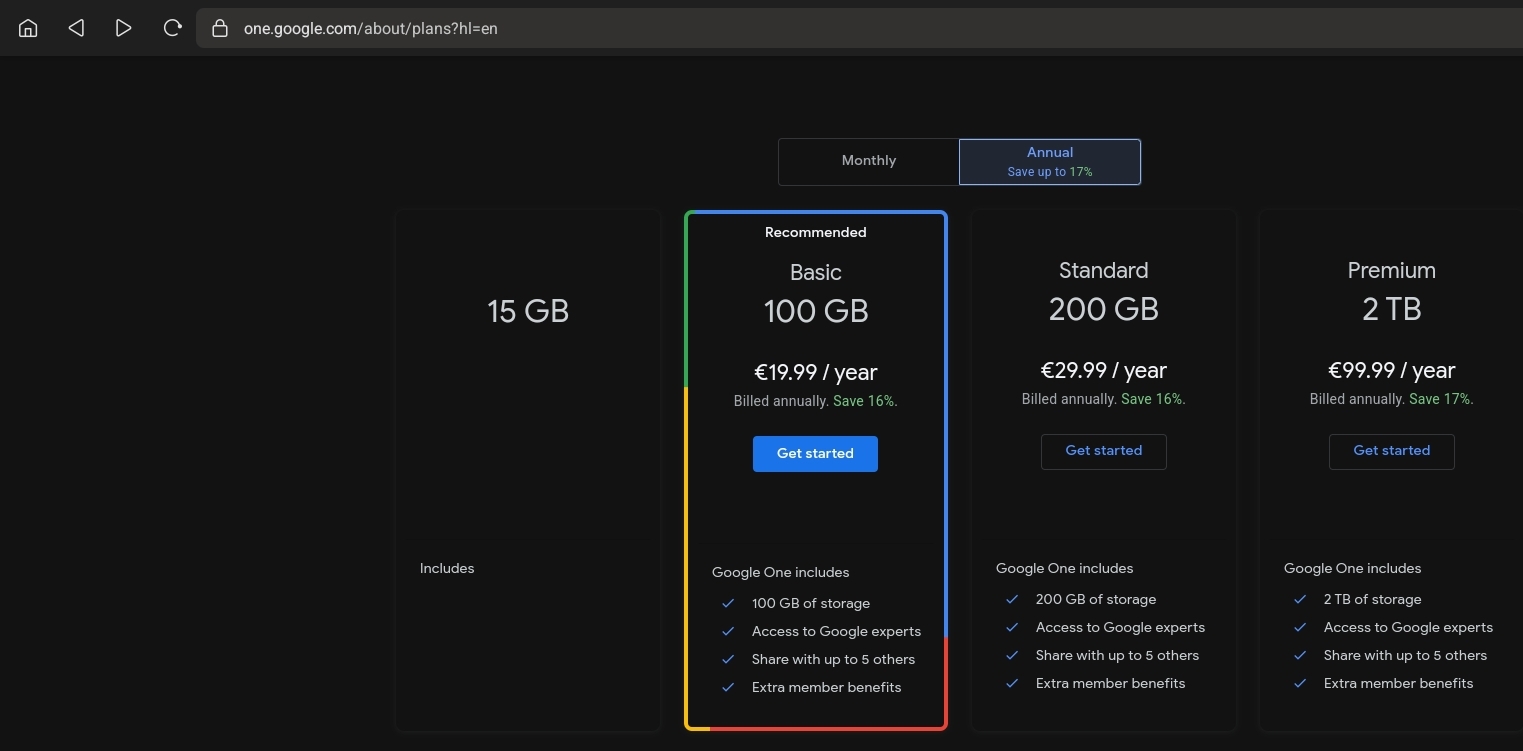 one.google.com/about/plans?hl=en
Monthly
Annual
Save up to 17%
15 GB
Includes
Recommended
Basic
100 GB
€19.99 / year
Billed annually. Save 16%.
Get started
Google One includes
100 GB of storage
Access to Google experts
Share with up to 5 others
Extra member benefits
Standard
200 GB
€29.99 / year
Billed annually. Save 16%.
Get started
Google One includes
200 GB of storage
Access to Google experts
Share with up to 5 others
Extra member benefits
Premium
2 TB
€99.99 / year
Billed annually. Save 17%.
Get started
Google One includes
2 TB of storage
Access to Google experts
Share with up to 5 others
Extra member benefits